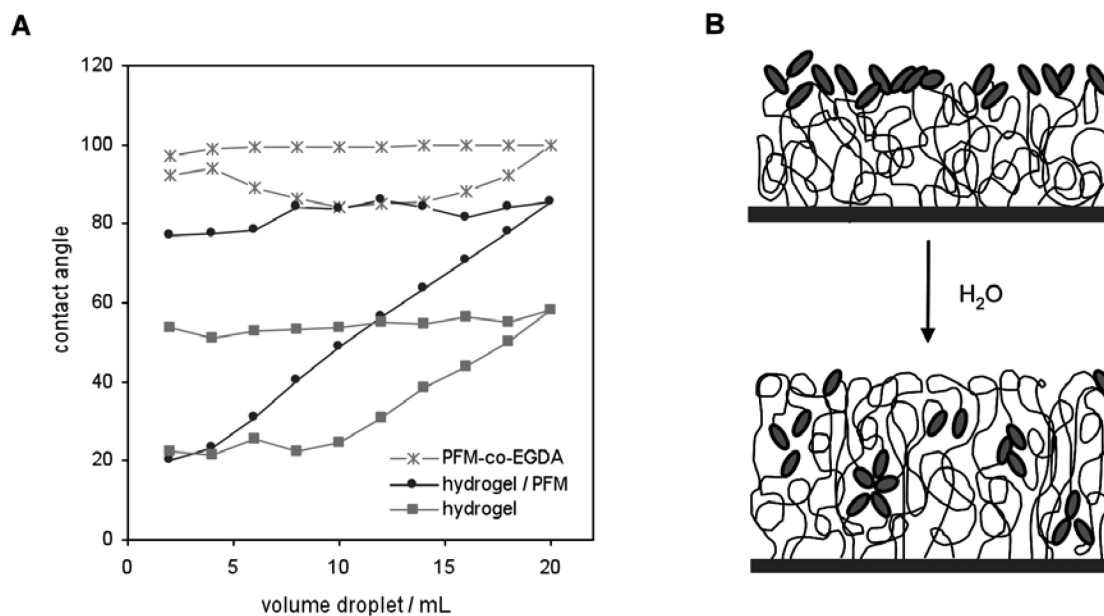 A
120
100
80
60
40
20
0
contact angle
PFM-co-EGDA
hydrogel / PFM
hydrogel
0 5 10 15 20
volume droplet / mL
B
H₂O